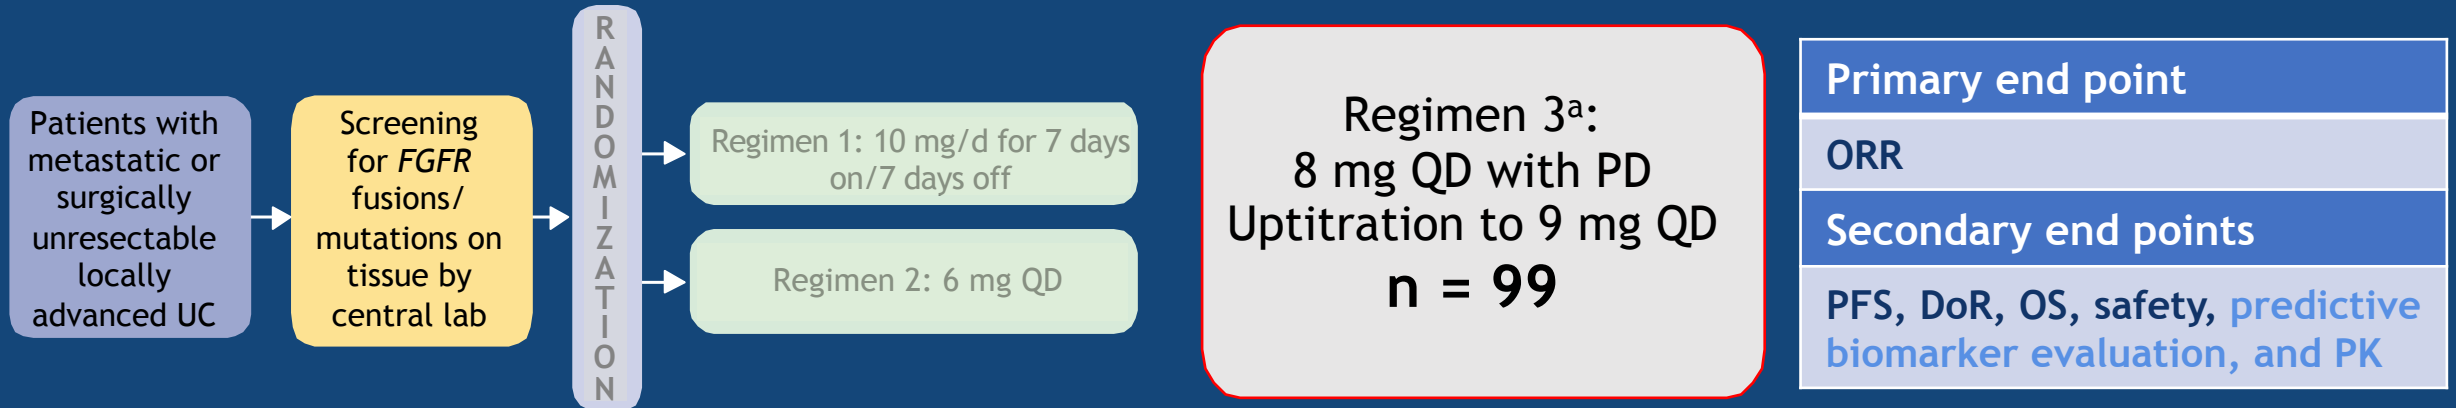 Patients with
metastatic or
surgically
unresectable
locally
advanced UC
Screening
for FGFR
fusions/
mutations on
tissue by
central lab
R
A
N
D
O
M
I
Z
A
T
I
O
N
Regimen 1: 10 mg/d for 7 days
on/7 days off
Regimen 2: 6 mg QD
Regimen 3ᵃ:
8 mg QD with PD
Uptitration to 9 mg QD
n = 99
Primary end point
ORR
Secondary end points
PFS, DoR, OS, safety, predictive
biomarker evaluation, and PK